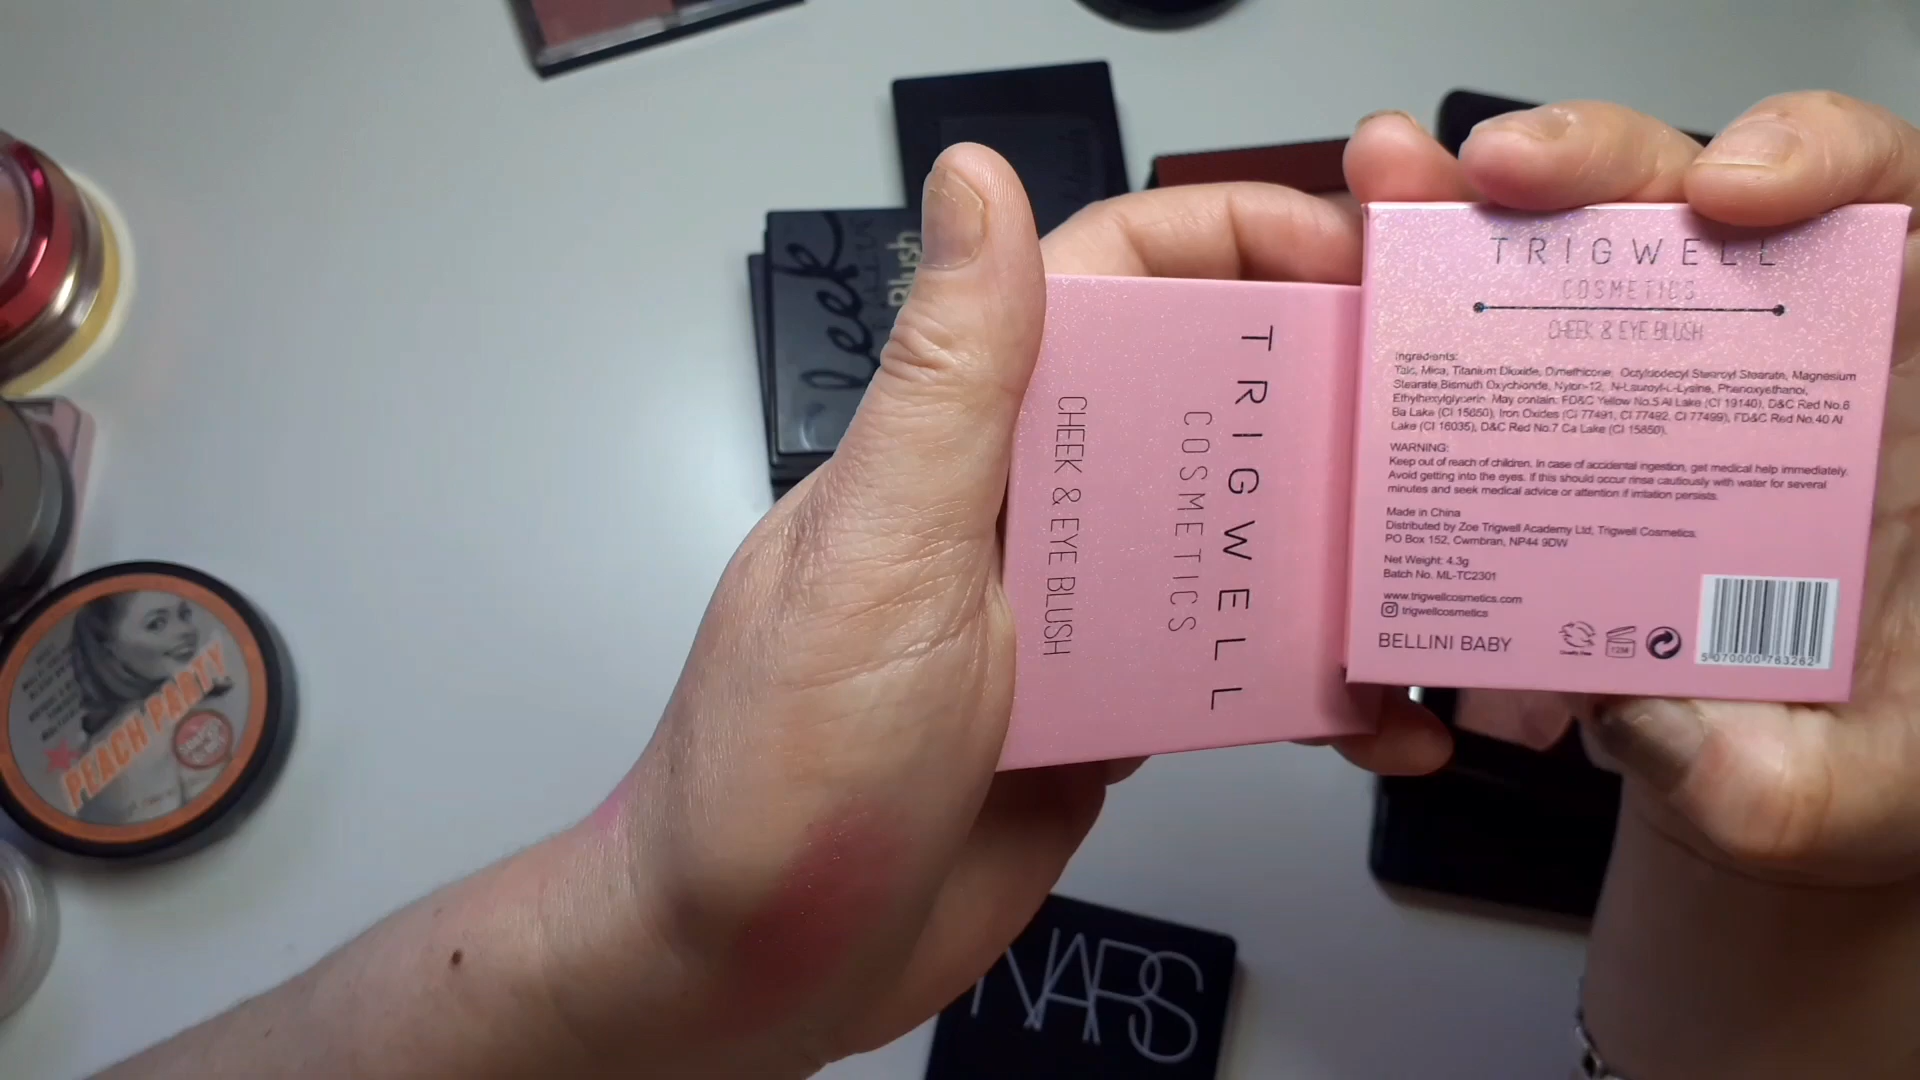 TRIGWELL
COSMETICS
CHEEK & EYE BLUSH
Ingredients:
Talc, Mica, Titanium Dioxide, Dimethicone, Octyldodecyl Stearoyl Stearate, Magnesium
Stearate,Bismuth Oxychloride, Nylon-12, N-Lauroyl-L-Lysine, Phenoxyethanol,
Ethylhexylglycerin. May contain: FD&C Yellow No.5 Al Lake (CI 19140), D&C Red No.6
Ba Lake (CI 15850), Iron Oxides (CI 77491, CI 77492, CI 77499), FD&C Red No.40 Al
Lake (CI 16035), D&C Red No.7 Ca Lake (CI 15850).
WARNING:
Keep out of reach of children. In case of accidental ingestion, get medical help immediately.
Avoid getting into the eyes. If this should occur rinse cautiously with water for several
minutes and seek medical advice or attention if irritation persists.
Made in China
Distributed by Zoe Trigwell Academy Ltd, Trigwell Cosmetics,
PO Box 152, Cwmbran, NP44 9DW
Net Weight: 4.3g
Batch No. ML-TC2301
www.trigwellcosmetics.com
trigwellcosmetics
BELLINI BABY
Cruelty Free
12M
5 070000 783262
TRIGWELL
COSMETICS
CHEEK & EYE BLUSH
sleek
Blush
PEACH PARTY
NARS